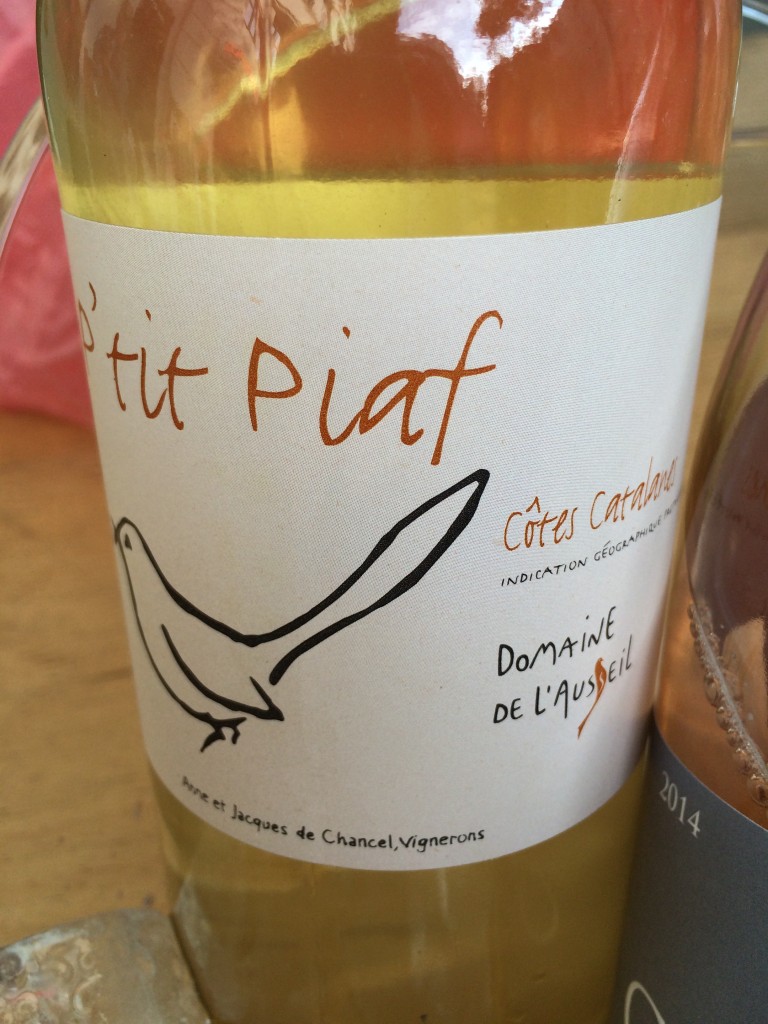 P'tit Piaf
Côtes Catalanes
INDICATION GÉOGRAPHIQUE
DOMAINE
DE L'AUSSEIL
Anne et Jacques de Chancel, Vignerons
2014